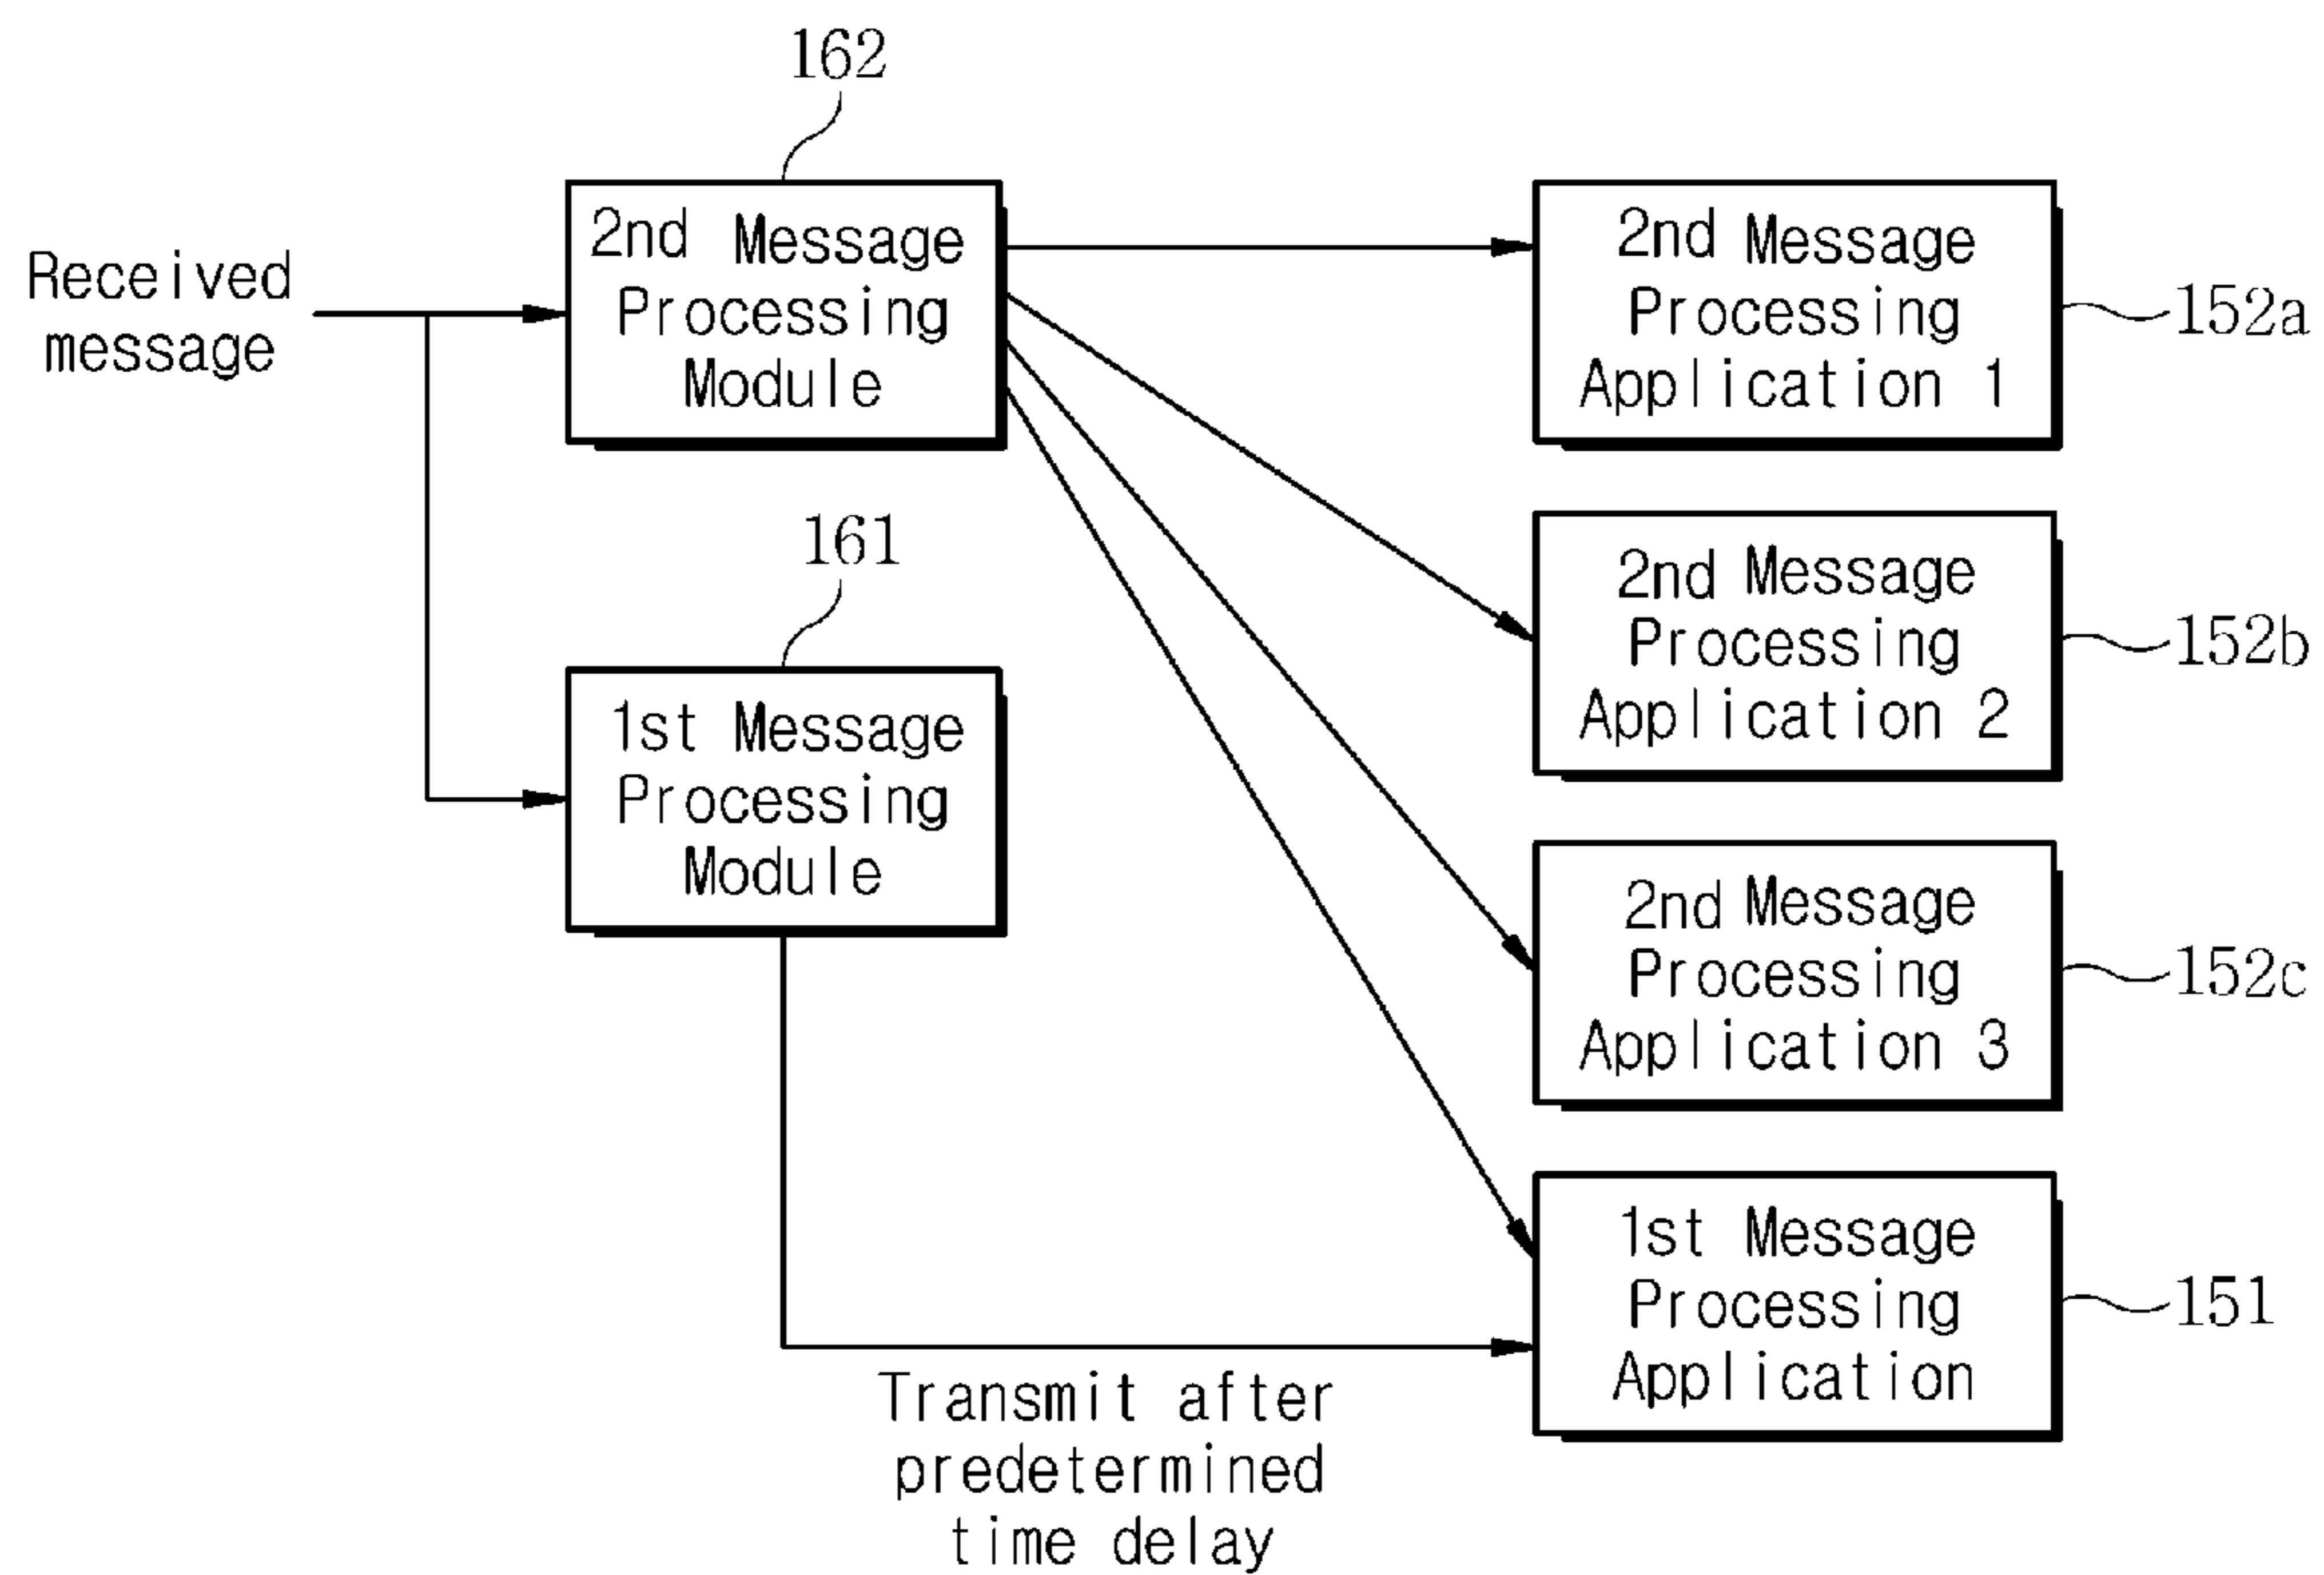 162
Received
message
2nd Message
Processing
Module
2nd Message
Processing
Application 1
152a
161
1st Message
Processing
Module
2nd Message
Processing
Application 2
152b
2nd Message
Processing
Application 3
152c
1st Message
Processing
Application
151
Transmit after
predetermined
time delay